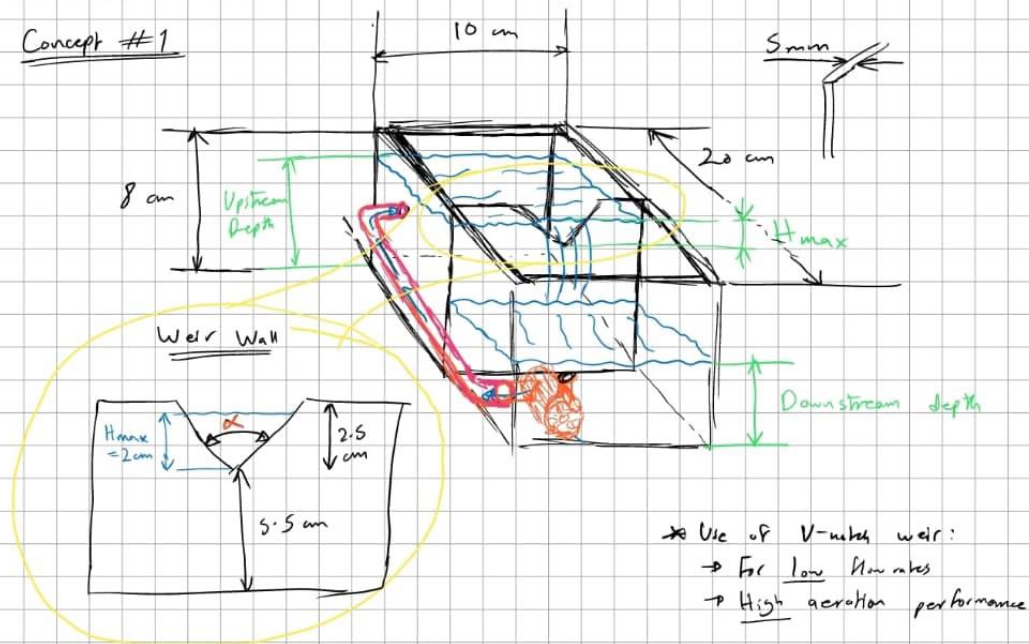 Concept #1
10 cm
5mm
20 cm
8 cm
Upstream
Depth
Hmax
Weir Wall
α
Hmax
=2cm
2.5
cm
5.5 cm
Downstream depth
* Use of V-notch weir:
→ For low flow rates
→ High aeration performance